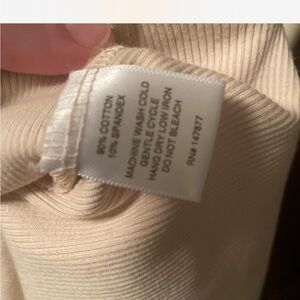 90% COTTON
10% SPANDEX
MACHINE WASH COLD
GENTLE CYCLE
HANG DRY LOW IRON
DO NOT BLEACH
RN# 147877